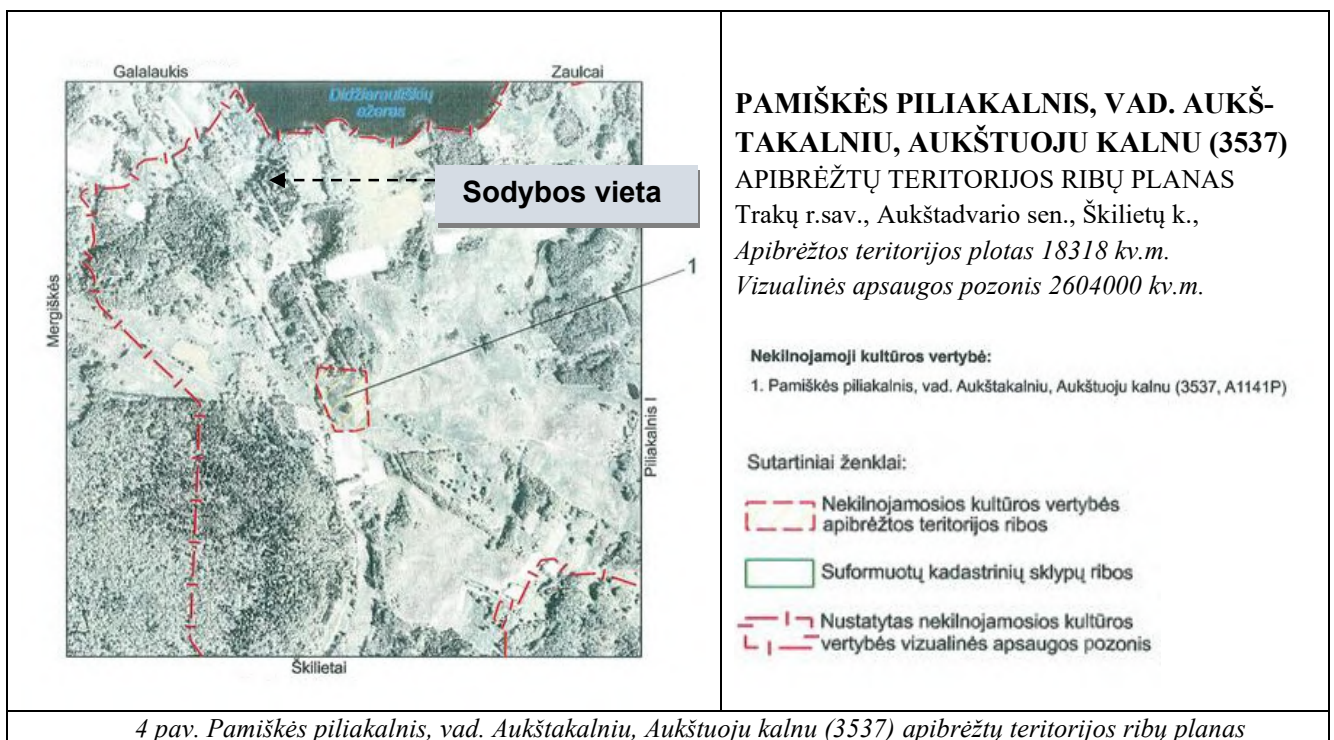 Galalaukis
Zaulcai
Didžiarauliškių
ežeras
Sodybos vieta
1
Mergiškės
Piliakalnis I
Škilietai
PAMIŠKĖS PILIAKALNIS, VAD. AUKŠ-
TAKALNIU, AUKŠTUOJU KALNU (3537)
APIBRĖŽTŲ TERITORIJOS RIBŲ PLANAS
Trakų r.sav., Aukštadvario sen., Škilietų k.,
Apibrėžtos teritorijos plotas 18318 kv.m.
Vizualinės apsaugos pozonis 2604000 kv.m.
Nekilnojamoji kultūros vertybė:
1. Pamiškės piliakalnis, vad. Aukštakalniu, Aukštuoju kalnu (3537, A1141P)
Sutartiniai ženklai:
Nekilnojamosios kultūros vertybės
apibrėžtos teritorijos ribos
Suformuotų kadastrinių sklypų ribos
Nustatytas nekilnojamosios kultūros
vertybės vizualinės apsaugos pozonis
4 pav. Pamiškės piliakalnis, vad. Aukštakalniu, Aukštuoju kalnu (3537) apibrėžtų teritorijos ribų planas